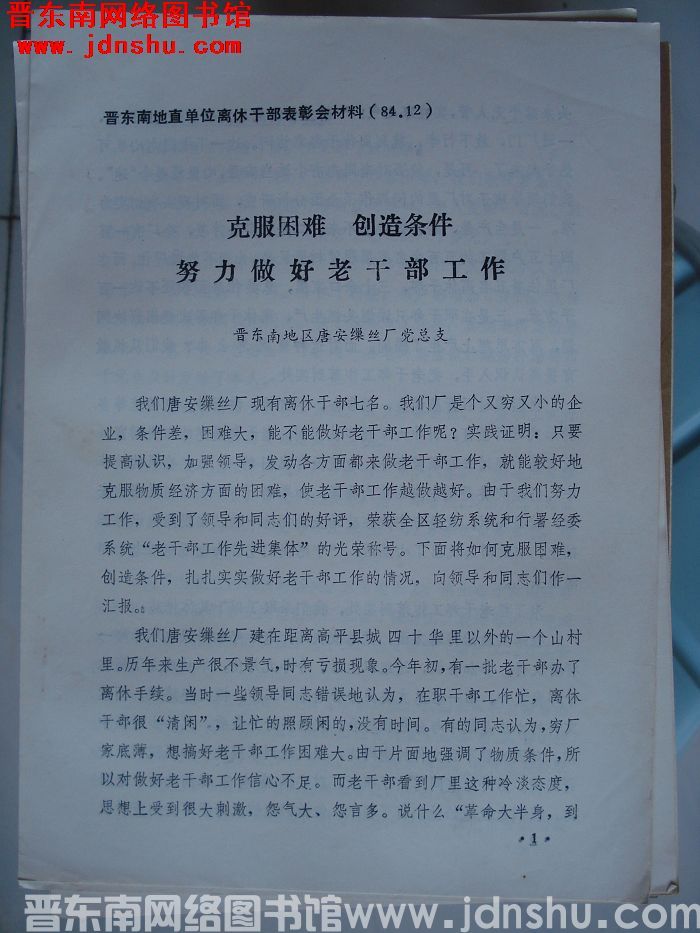 晋东南网络图书馆
www.jdnshu.com
晋东南地直单位离休干部表彰会材料(84.12)
克服困难 创造条件
努力做好老干部工作
晋东南地区唐安缫丝厂党总支
我们唐安缫丝厂现有离休干部七名。我们厂是个又穷又小的企
业,条件差,困难大,能不能做好老干部工作呢?实践证明:只要
提高认识,加强领导,发动各方面都来做老干部工作,就能较好地
克服物质经济方面的困难,使老干部工作越做越好。由于我们努力
工作,受到了领导和同志们的好评,荣获全区轻纺系统和行署经委
系统“老干部工作先进集体”的光荣称号。下面将如何克服困难,
创造条件,扎扎实实做好老干部工作的情况,向领导和同志们作一
汇报。
我们唐安缫丝厂建在距离高平县城四十华里以外的一个山村
里。历年来生产很不景气,时有亏损现象。今年初,有一批老干部办了
离休手续。当时一些领导同志错误地认为,在职干部工作忙,离休
干部很“清闲”,让忙的照顾闲的,没有时间。有的同志认为,穷厂
家底薄,想搞好老干部工作困难大。由于片面地强调了物质条件,所
以对做好老干部工作信心不足。而老干部看到厂里这种冷淡态度,
思想上受到很大刺激,怨气大、怨言多。说什么“革命大半身,到
·1·
晋东南网络图书馆 www.jdnshu.com